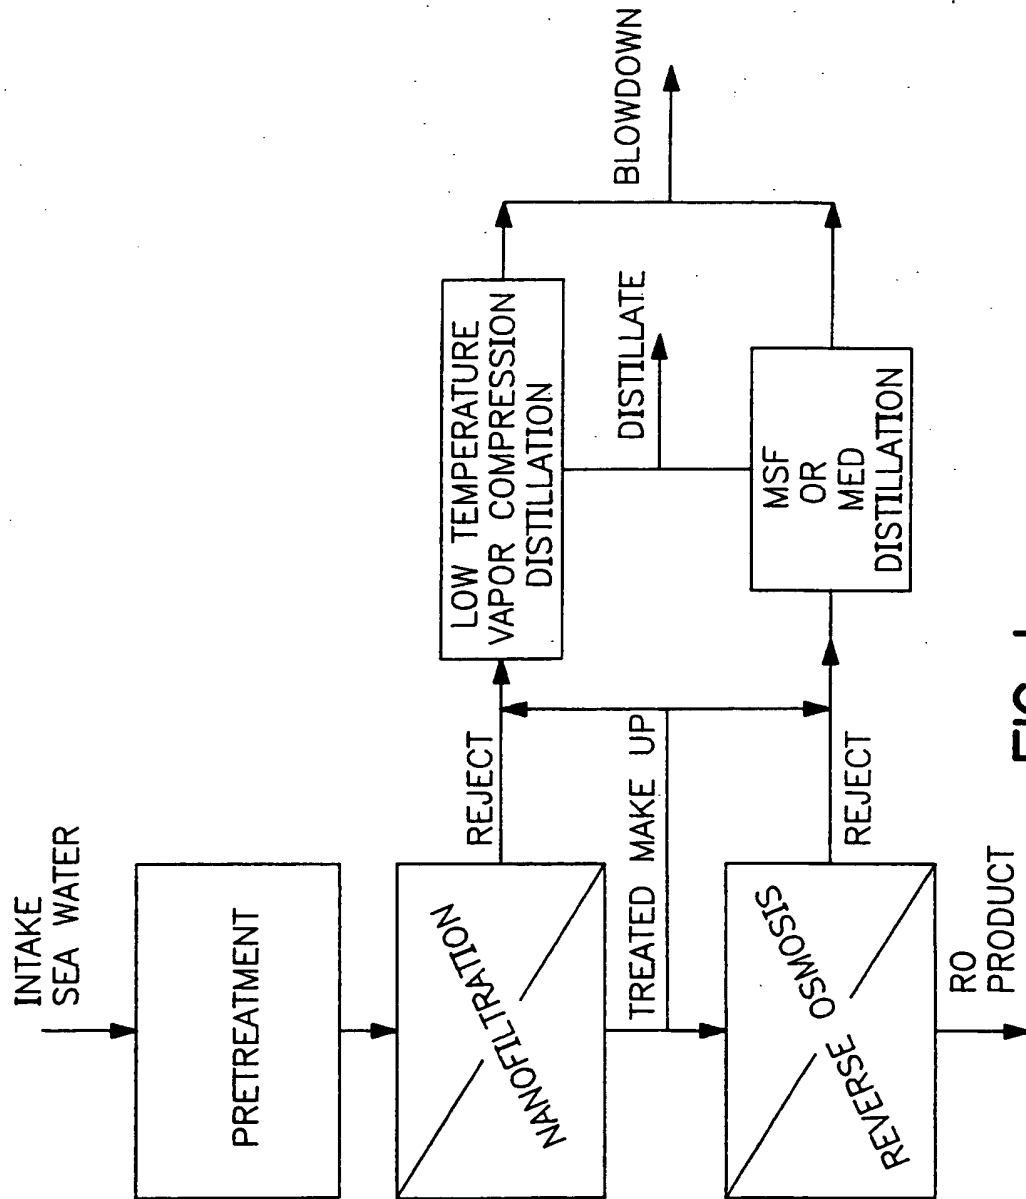 INTAKE
SEA WATER
PRETREATMENT
NANOFILTRATION
REJECT
LOW TEMPERATURE
VAPOR COMPRESSION
DISTILLATION
BLOWDOWN
DISTILLATE
TREATED MAKE UP
REVERSE OSMOSIS
REJECT
MSF
OR
MED
DISTILLATION
RO
PRODUCT